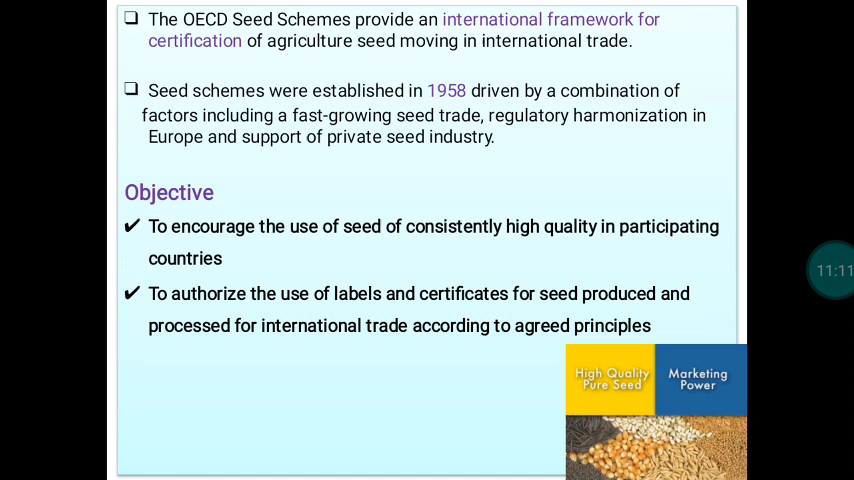 ❑ The OECD Seed Schemes provide an international framework for
certification of agriculture seed moving in international trade.
❑ Seed schemes were established in 1958 driven by a combination of
factors including a fast-growing seed trade, regulatory harmonization in
Europe and support of private seed industry.
Objective
✔ To encourage the use of seed of consistently high quality in participating
countries
✔ To authorize the use of labels and certificates for seed produced and
processed for international trade according to agreed principles
High Quality
Pure Seed
Marketing
Power
11:11